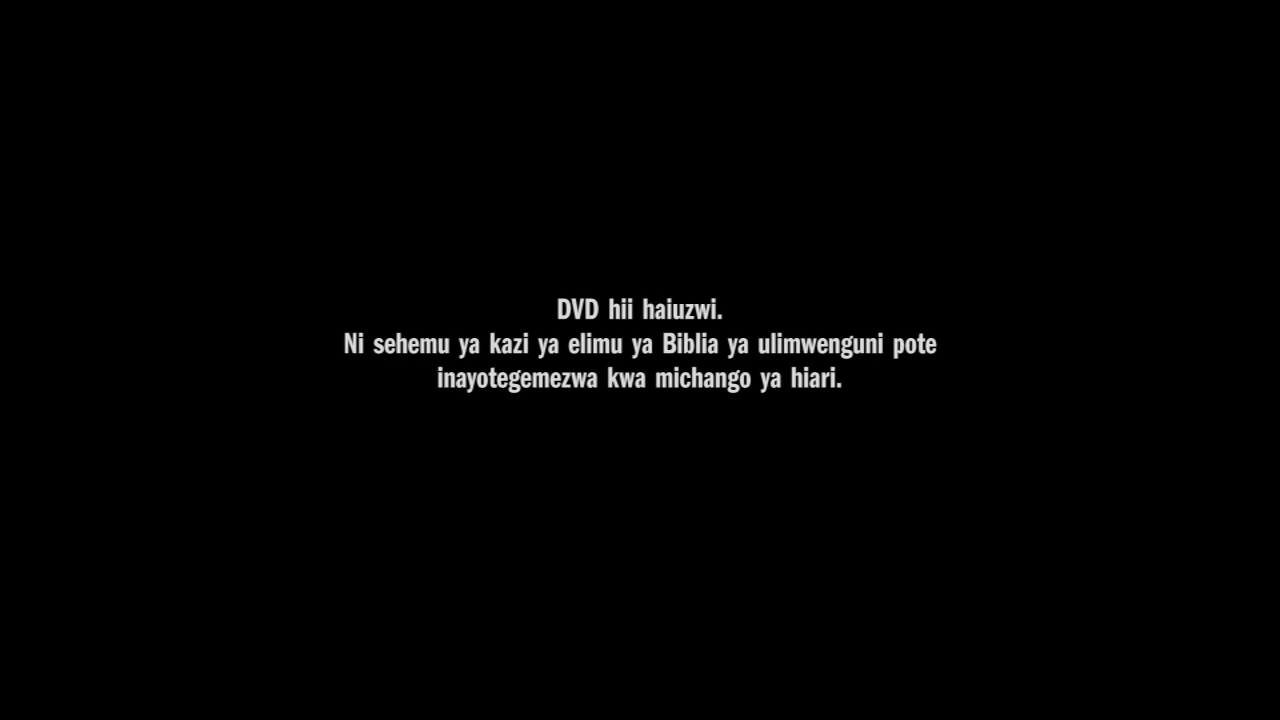 DVD hii haiuzwi.
Ni sehemu ya kazi ya elimu ya Biblia ya ulimwenguni pote
inayotegemezwa kwa michango ya hiari.